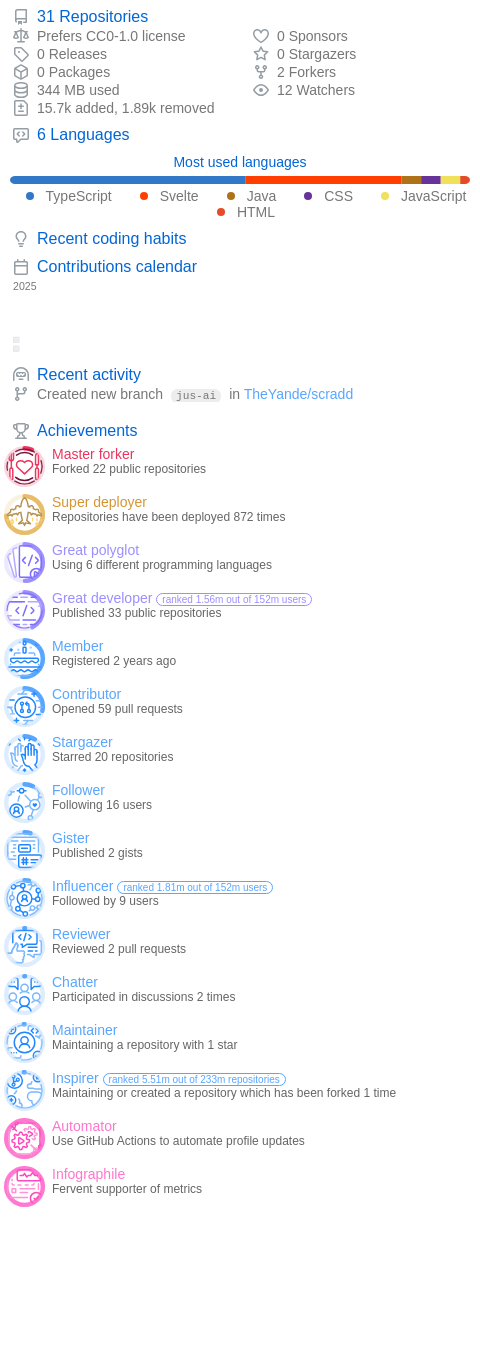 31 Repositories
Prefers CC0-1.0 license
0 Sponsors
0 Releases
0 Stargazers
0 Packages
2 Forkers
344 MB used
12 Watchers
15.7k added, 1.89k removed
6 Languages
Most used languages
TypeScript Svelte Java CSS JavaScript
HTML
Recent coding habits
Contributions calendar
2025
Recent activity
Created new branch jus-ai in TheYande/scradd
Achievements
Master forker
Forked 22 public repositories
Super deployer
Repositories have been deployed 872 times
Great polyglot
Using 6 different programming languages
Great developer ranked 1.56m out of 152m users
Published 33 public repositories
Member
Registered 2 years ago
Contributor
Opened 59 pull requests
Stargazer
Starred 20 repositories
Follower
Following 16 users
Gister
Published 2 gists
Influencer ranked 1.81m out of 152m users
Followed by 9 users
Reviewer
Reviewed 2 pull requests
Chatter
Participated in discussions 2 times
Maintainer
Maintaining a repository with 1 star
Inspirer ranked 5.51m out of 233m repositories
Maintaining or created a repository which has been forked 1 time
Automator
Use GitHub Actions to automate profile updates
Infographile
Fervent supporter of metrics